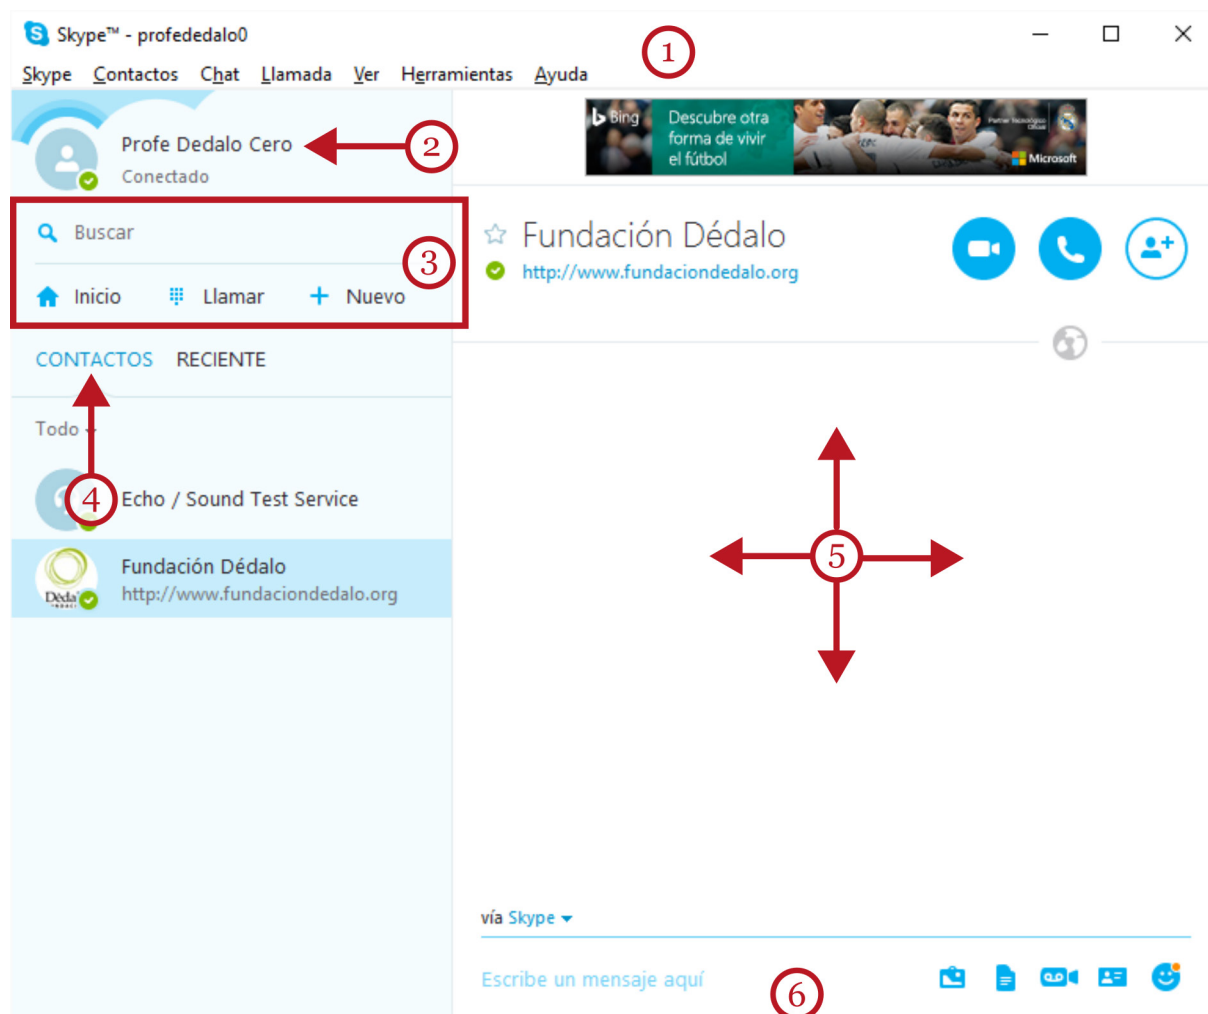 Skype™ - profededalo0
Skype Contactos Chat Llamada Ver Herramientas Ayuda
1
Profe Dedalo Cero
2
Conectado
Bing
Descubre otra
forma de vivir
el fútbol
Partner Tecnológico
Oficial
Microsoft
Buscar
3
Inicio
Llamar
Nuevo
Fundación Dédalo
http://www.fundaciondedalo.org
CONTACTOS
RECIENTE
Todo
4
Echo / Sound Test Service
Fundación Dédalo
http://www.fundaciondedalo.org
5
vía Skype
Escribe un mensaje aquí
6